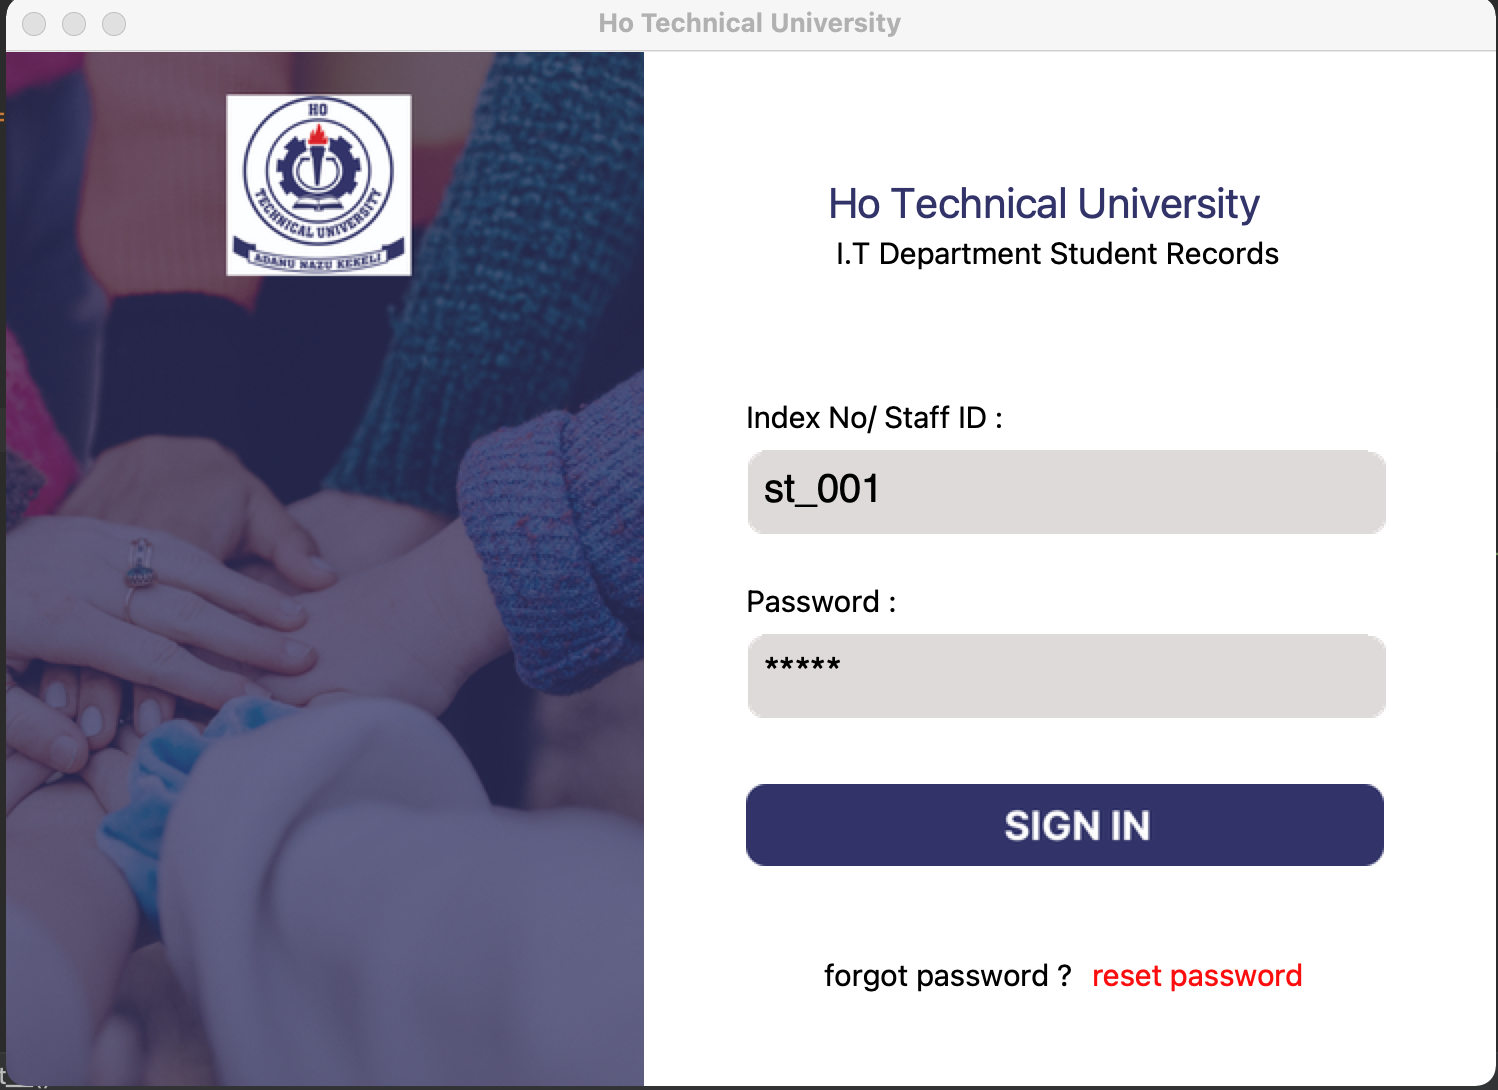 Ho Technical University
HO
TECHNICAL UNIVERSITY
ADANU NAZU KEKELI
Ho Technical University
I.T Department Student Records
Index No/ Staff ID :
st_001
Password :
*****
SIGN IN
forgot password ? reset password